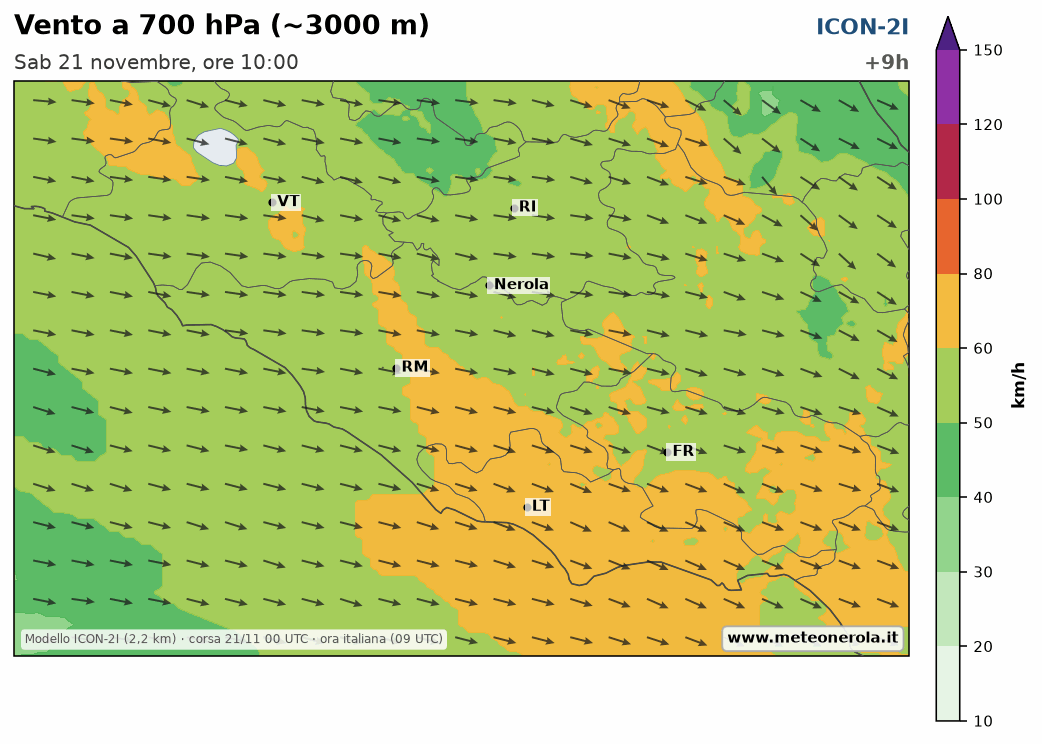 Vento a 700 hPa (~3000 m)
ICON-2I
Sab 21 novembre, ore 10:00
+9h
VT
RI
Nerola
RM
FR
LT
Modello ICON-2I (2,2 km) · corsa 21/11 00 UTC · ora italiana (09 UTC)
www.meteonerola.it
150
120
100
80
60
50
40
30
20
10
km/h